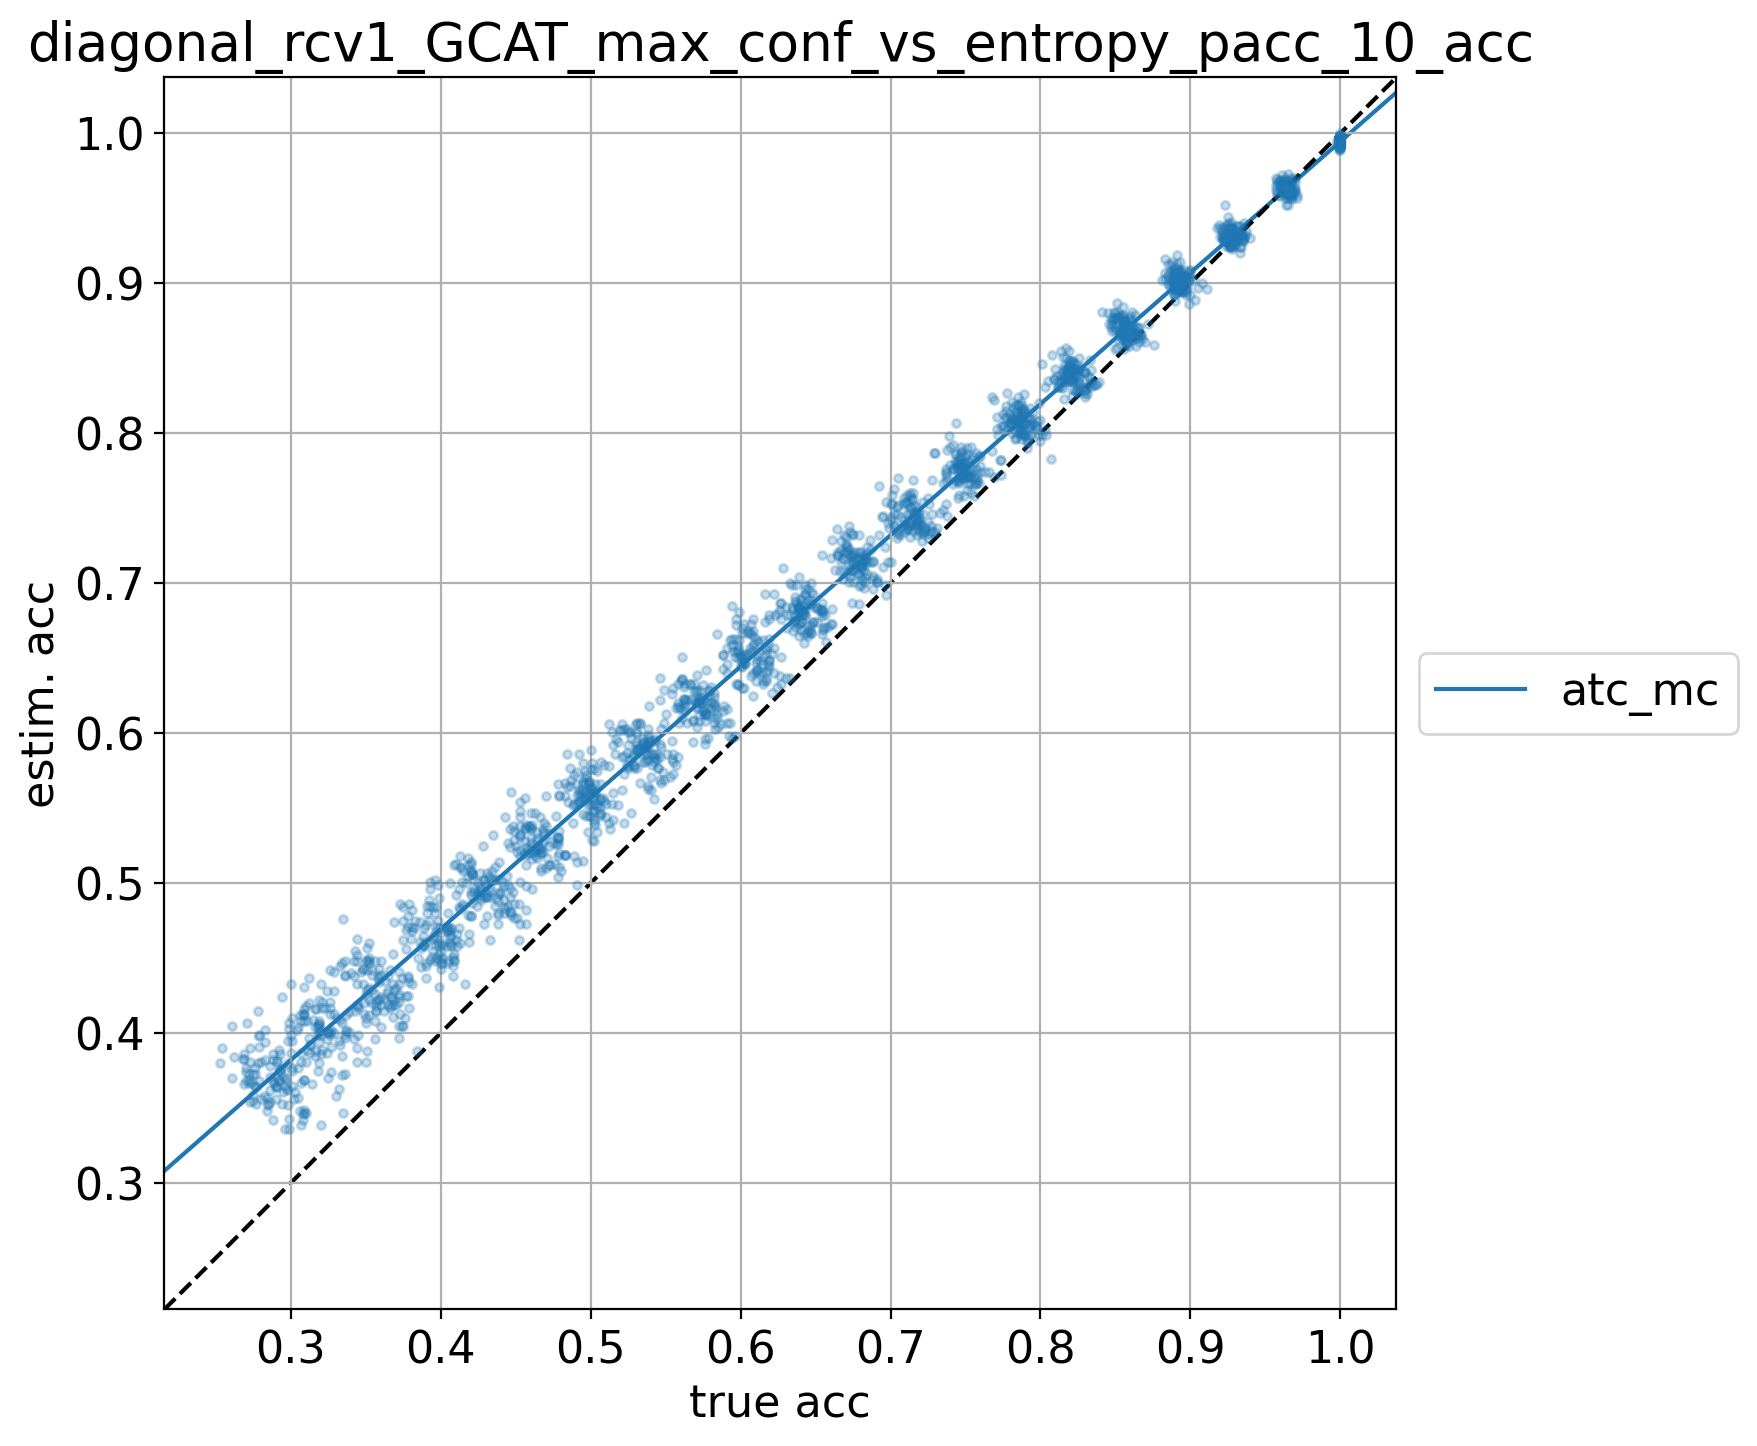 diagonal_rcv1_GCAT_max_conf_vs_entropy_pacc_10_acc
1.0
0.9
0.8
0.7
0.6
0.5
0.4
0.3
estim. acc
atc_mc
0.3 0.4 0.5 0.6 0.7 0.8 0.9 1.0
true acc